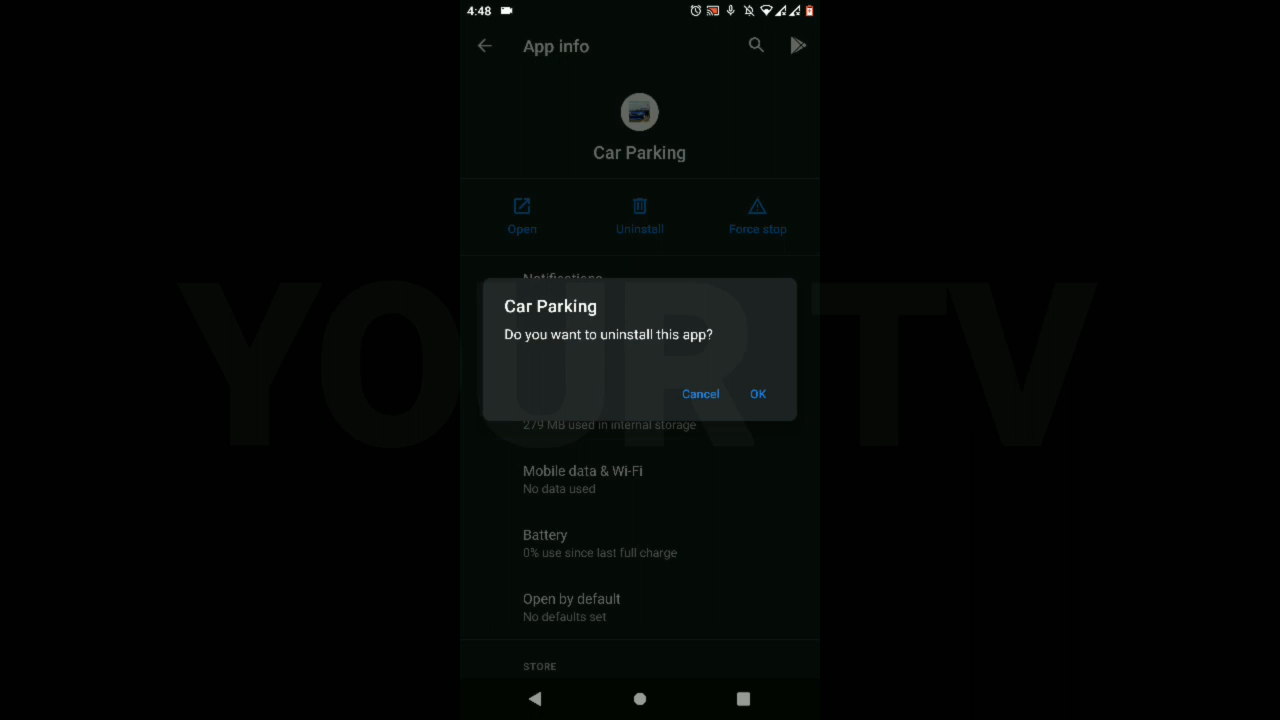 4:48
App info
Car Parking
Open
Uninstall
Force stop
Notifications
Car Parking
Do you want to uninstall this app?
Cancel
OK
279 MB used in internal storage
Mobile data & Wi-Fi
No data used
Battery
0% use since last full charge
Open by default
No defaults set
STORE
YOUR TV